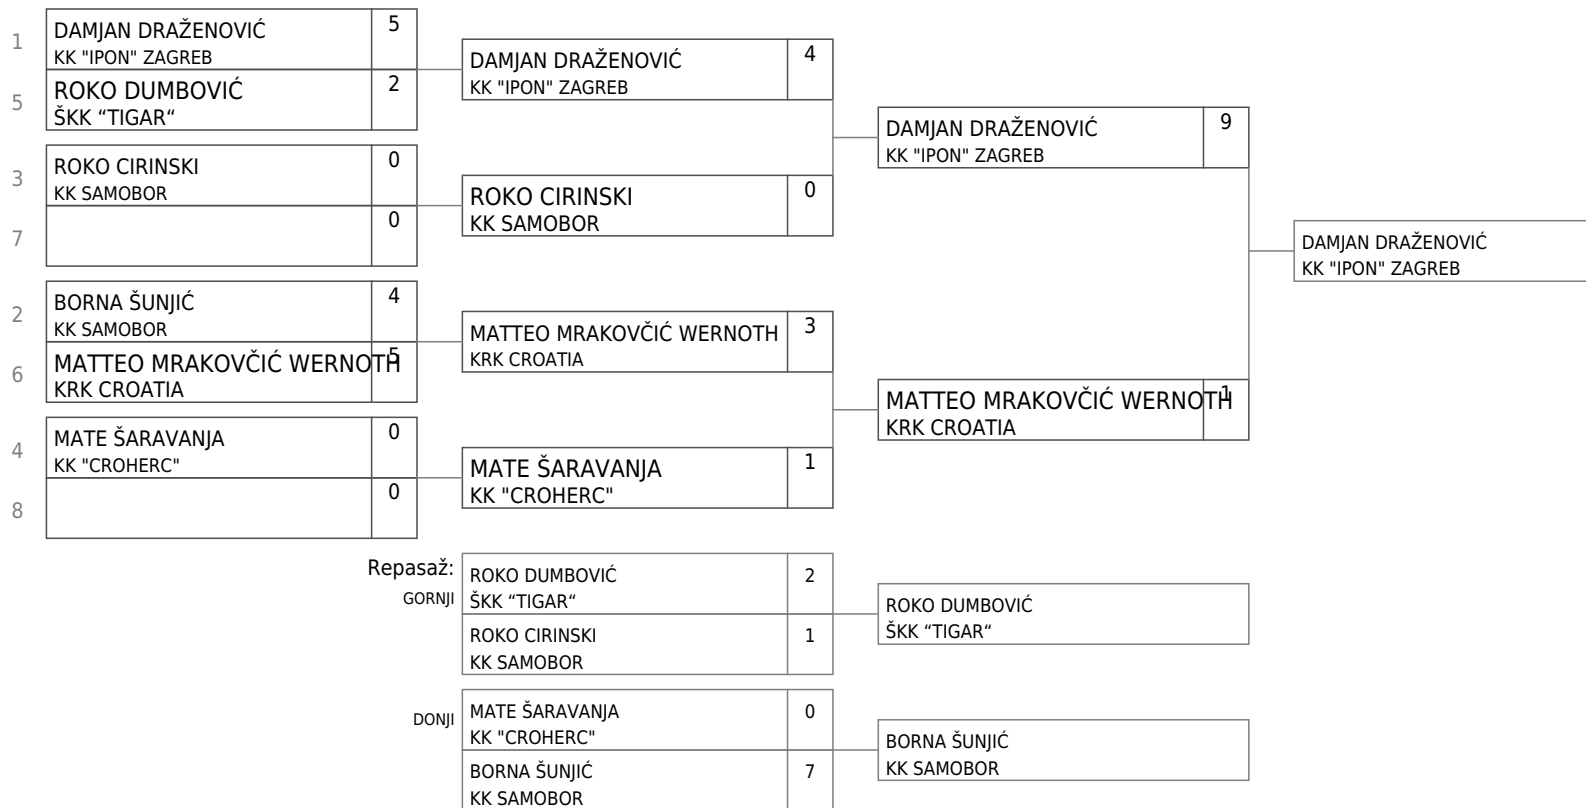 1
DAMJAN DRAŽENOVIĆ
KK "IPON" ZAGREB
5
5
ROKO DUMBOVIĆ
ŠKK “TIGAR“
2
3
ROKO CIRINSKI
KK SAMOBOR
0
7
0
2
BORNA ŠUNJIĆ
KK SAMOBOR
4
6
MATTEO MRAKOVČIĆ WERNOTH
KRK CROATIA
5
4
MATE ŠARAVANJA
KK "CROHERC"
0
8
0
DAMJAN DRAŽENOVIĆ
KK "IPON" ZAGREB
4
ROKO CIRINSKI
KK SAMOBOR
0
MATTEO MRAKOVČIĆ WERNOTH
KRK CROATIA
3
MATE ŠARAVANJA
KK "CROHERC"
1
DAMJAN DRAŽENOVIĆ
KK "IPON" ZAGREB
9
MATTEO MRAKOVČIĆ WERNOTH
KRK CROATIA
1
DAMJAN DRAŽENOVIĆ
KK "IPON" ZAGREB
Repasaž:
GORNJI
ROKO DUMBOVIĆ
ŠKK “TIGAR“
2
ROKO CIRINSKI
KK SAMOBOR
1
ROKO DUMBOVIĆ
ŠKK “TIGAR“
DONJI
MATE ŠARAVANJA
KK "CROHERC"
0
BORNA ŠUNJIĆ
KK SAMOBOR
7
BORNA ŠUNJIĆ
KK SAMOBOR